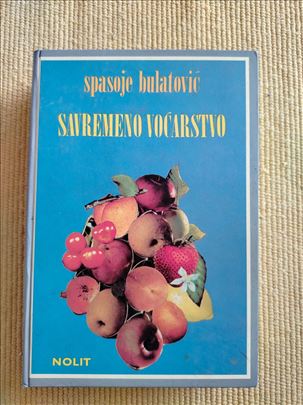 spasoje bulatović
SAVREMENO VOĆARSTVO
NOLIT